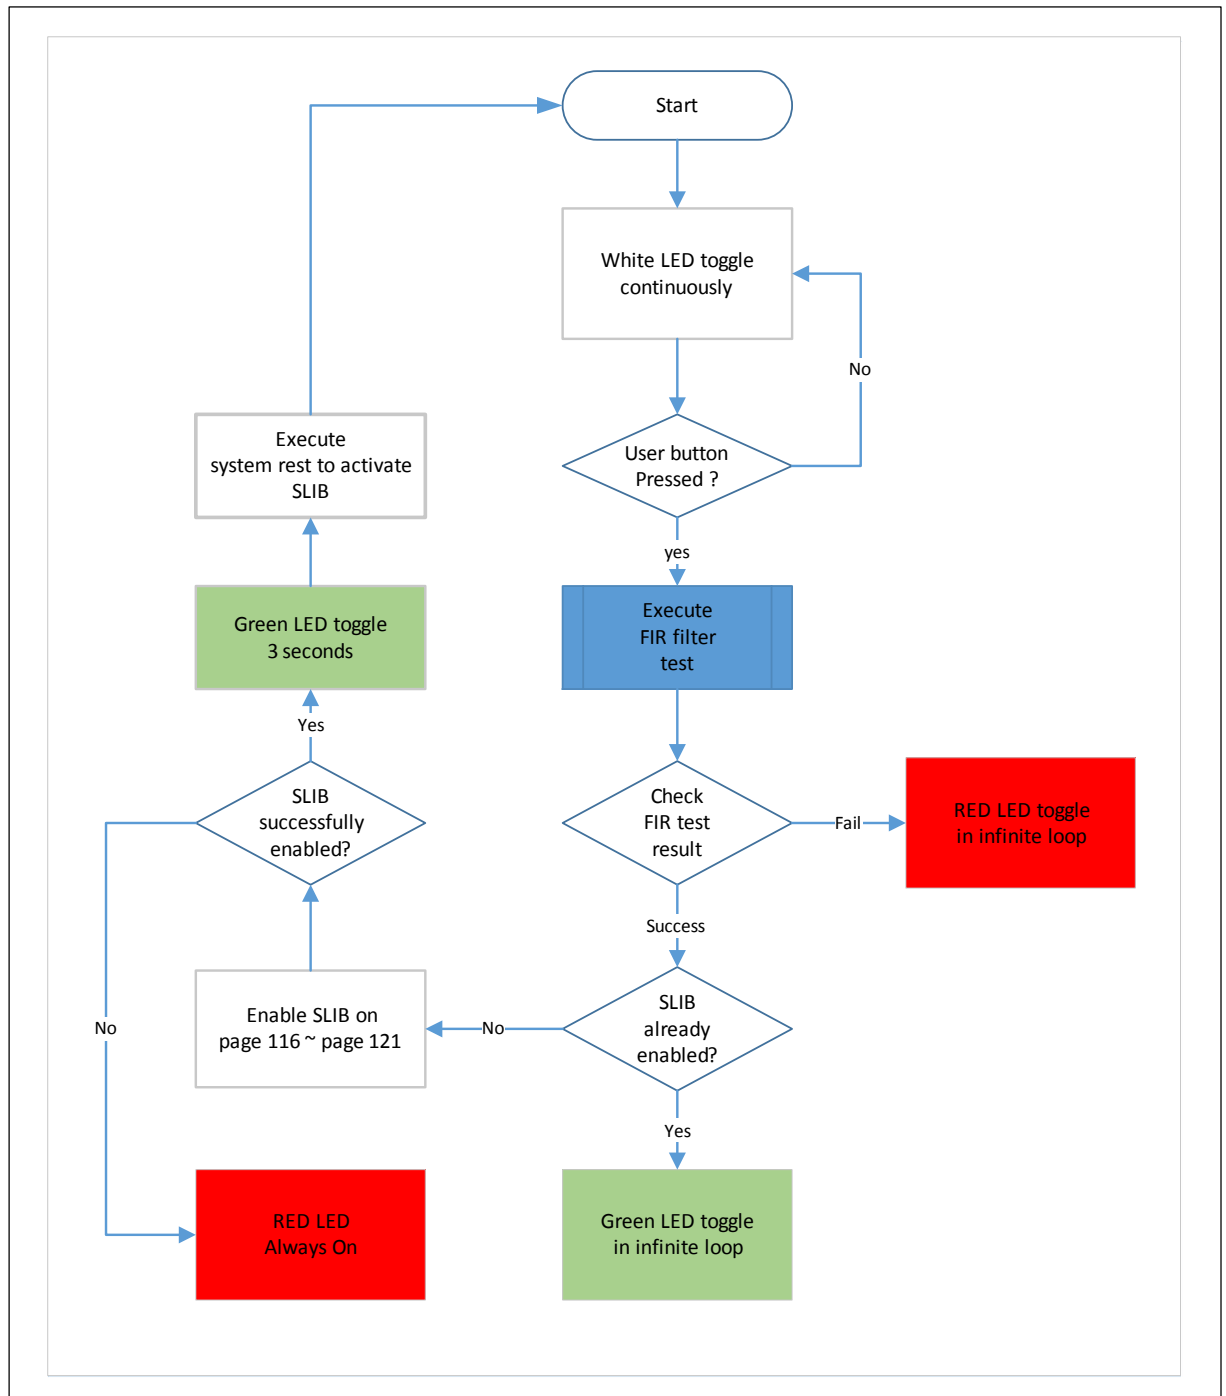 Start
White LED toggle
continuously
No
User button
Pressed ?
yes
Execute
FIR filter
test
Check
FIR test
result
Fail
RED LED toggle
in infinite loop
Success
SLIB
already
enabled?
Yes
Green LED toggle
in infinite loop
No
Enable SLIB on
page 116 ~ page 121
SLIB
successfully
enabled?
No
RED LED
Always On
Yes
Green LED toggle
3 seconds
Execute
system rest to activate
SLIB